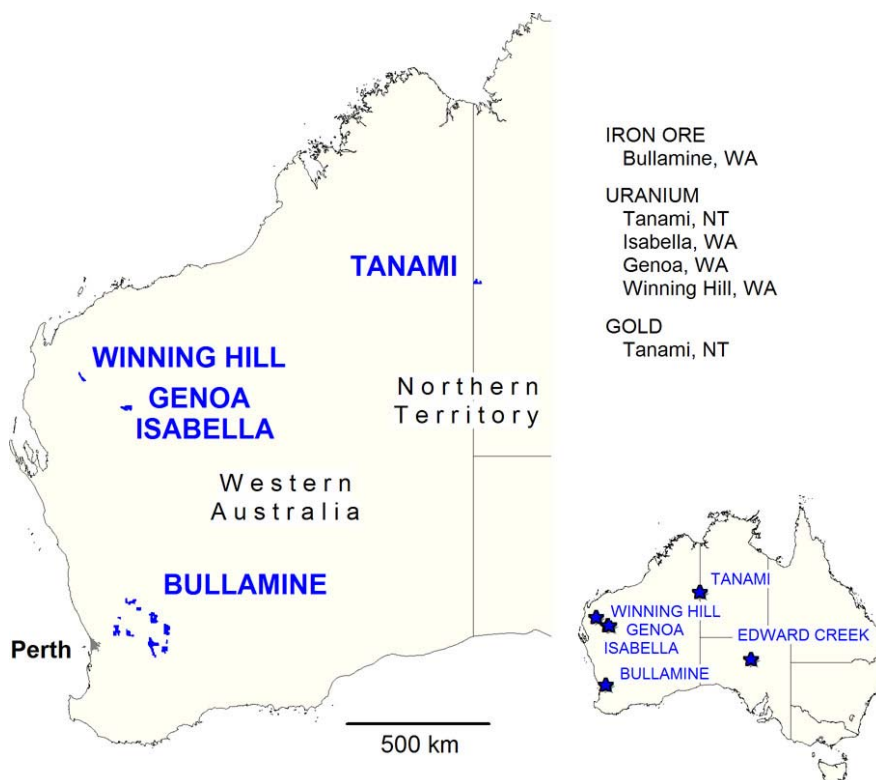 TANAMI
WINNING HILL
GENOA
ISABELLA
Northern
Territory
Western
Australia
BULLAMINE
Perth
500 km
IRON ORE
Bullamine, WA
URANIUM
Tanami, NT
Isabella, WA
Genoa, WA
Winning Hill, WA
GOLD
Tanami, NT
TANAMI
WINNING HILL
GENOA
ISABELLA
EDWARD CREEK
BULLAMINE